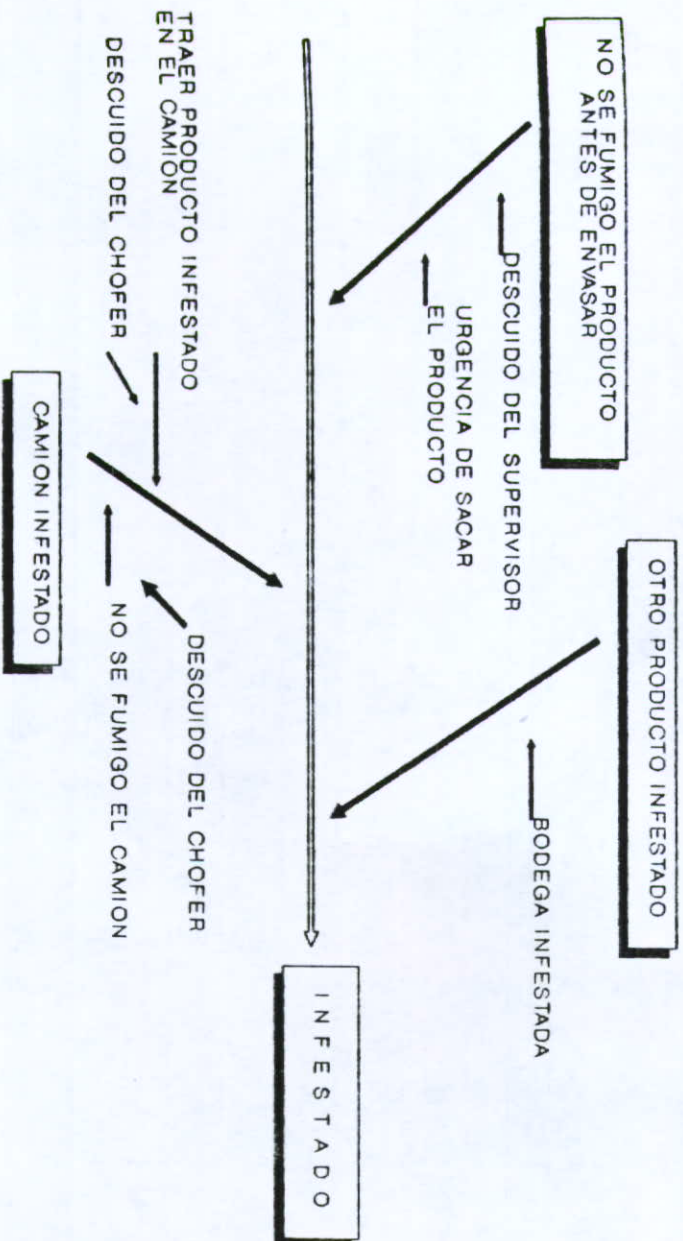 NO SE FUMIGO EL PRODUCTO
ANTES DE ENVASAR
OTRO PRODUCTO INFESTADO
DESCUIDO DEL SUPERVISOR
BODEGA INFESTADA
URGENCIA DE SACAR
EL PRODUCTO
INFESTADO
TRAER PRODUCTO INFESTADO
EN EL CAMION
DESCUIDO DEL CHOFER
DESCUIDO DEL CHOFER
NO SE FUMIGO EL CAMION
CAMION INFESTADO